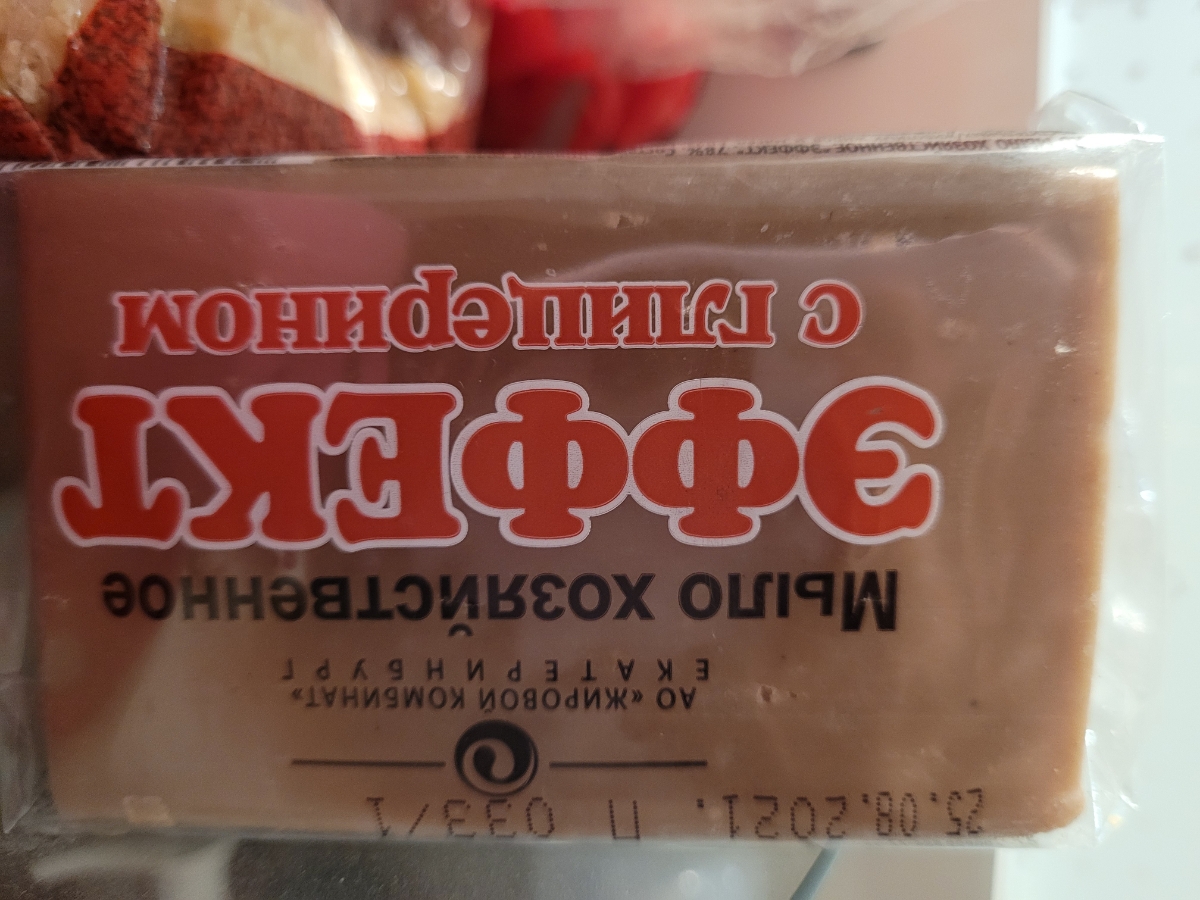 25.08.2021. П 033/1
АО «ЖИРОВОЙ КОМБИНАТ»
ЕКАТЕРИНБУРГ
Мыло хозяйственное
ЭФФЕКТ
с глицерином